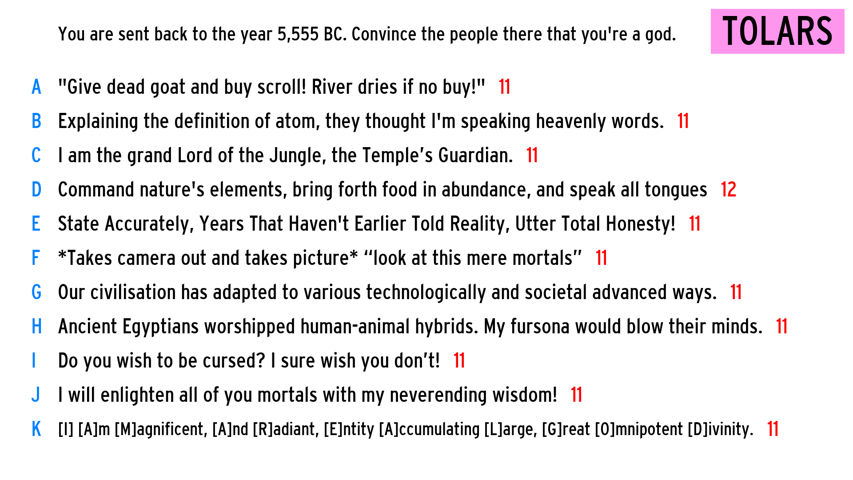 You are sent back to the year 5,555 BC. Convince the people there that you're a god.
TOLARS
A "Give dead goat and buy scroll! River dries if no buy!" 11
B Explaining the definition of atom, they thought I'm speaking heavenly words. 11
C I am the grand Lord of the Jungle, the Temple’s Guardian. 11
D Command nature's elements, bring forth food in abundance, and speak all tongues 12
E State Accurately, Years That Haven't Earlier Told Reality, Utter Total Honesty! 11
F *Takes camera out and takes picture* “look at this mere mortals” 11
G Our civilisation has adapted to various technologically and societal advanced ways. 11
H Ancient Egyptians worshipped human-animal hybrids. My fursona would blow their minds. 11
I Do you wish to be cursed? I sure wish you don’t! 11
J I will enlighten all of you mortals with my neverending wisdom! 11
K [I] [A]m [M]agnificent, [A]nd [R]adiant, [E]ntity [A]ccumulating [L]arge, [G]reat [O]mnipotent [D]ivinity. 11